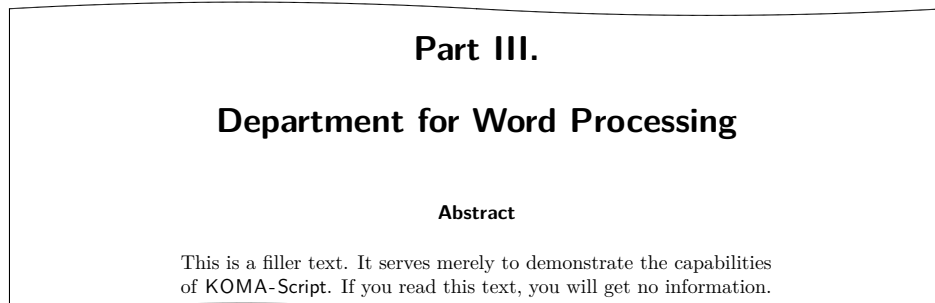 Part III.
Department for Word Processing
Abstract
This is a filler text. It serves merely to demonstrate the capabilities
of KOMA-Script. If you read this text, you will get no information.